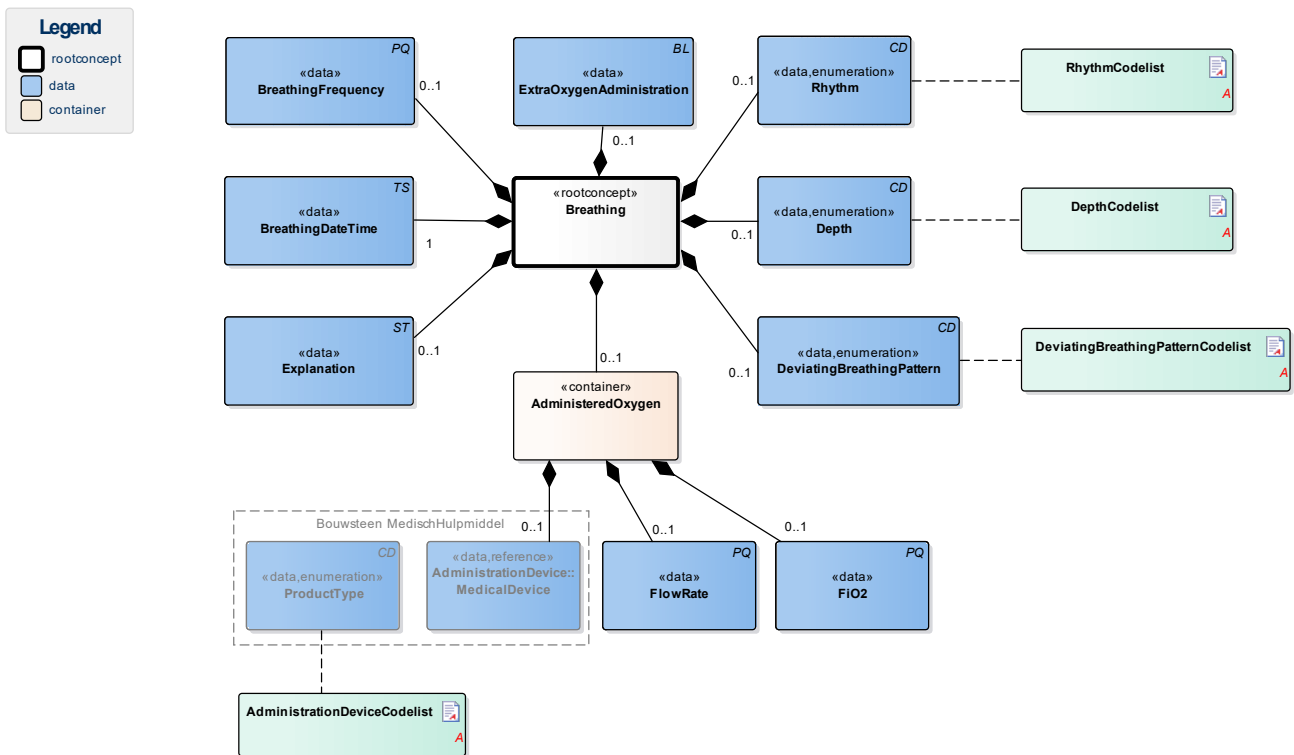 Legend
rootconcept
data
container
PQ
«data»
BreathingFrequency
0..1
BL
«data»
ExtraOxygenAdministration
0..1
CD
«data,enumeration»
Rhythm
0..1
RhythmCodelist
A
TS
«data»
BreathingDateTime
1
«rootconcept»
Breathing
CD
«data,enumeration»
Depth
0..1
DepthCodelist
A
ST
«data»
Explanation
0..1
0..1
CD
«data,enumeration»
DeviatingBreathingPattern
0..1
DeviatingBreathingPatternCodelist
A
«container»
AdministeredOxygen
Bouwsteen MedischHulpmiddel
0..1
0..1
0..1
CD
«data,enumeration»
ProductType
«data,reference»
AdministrationDevice::
MedicalDevice
PQ
«data»
FlowRate
PQ
«data»
FiO2
AdministrationDeviceCodelist
A